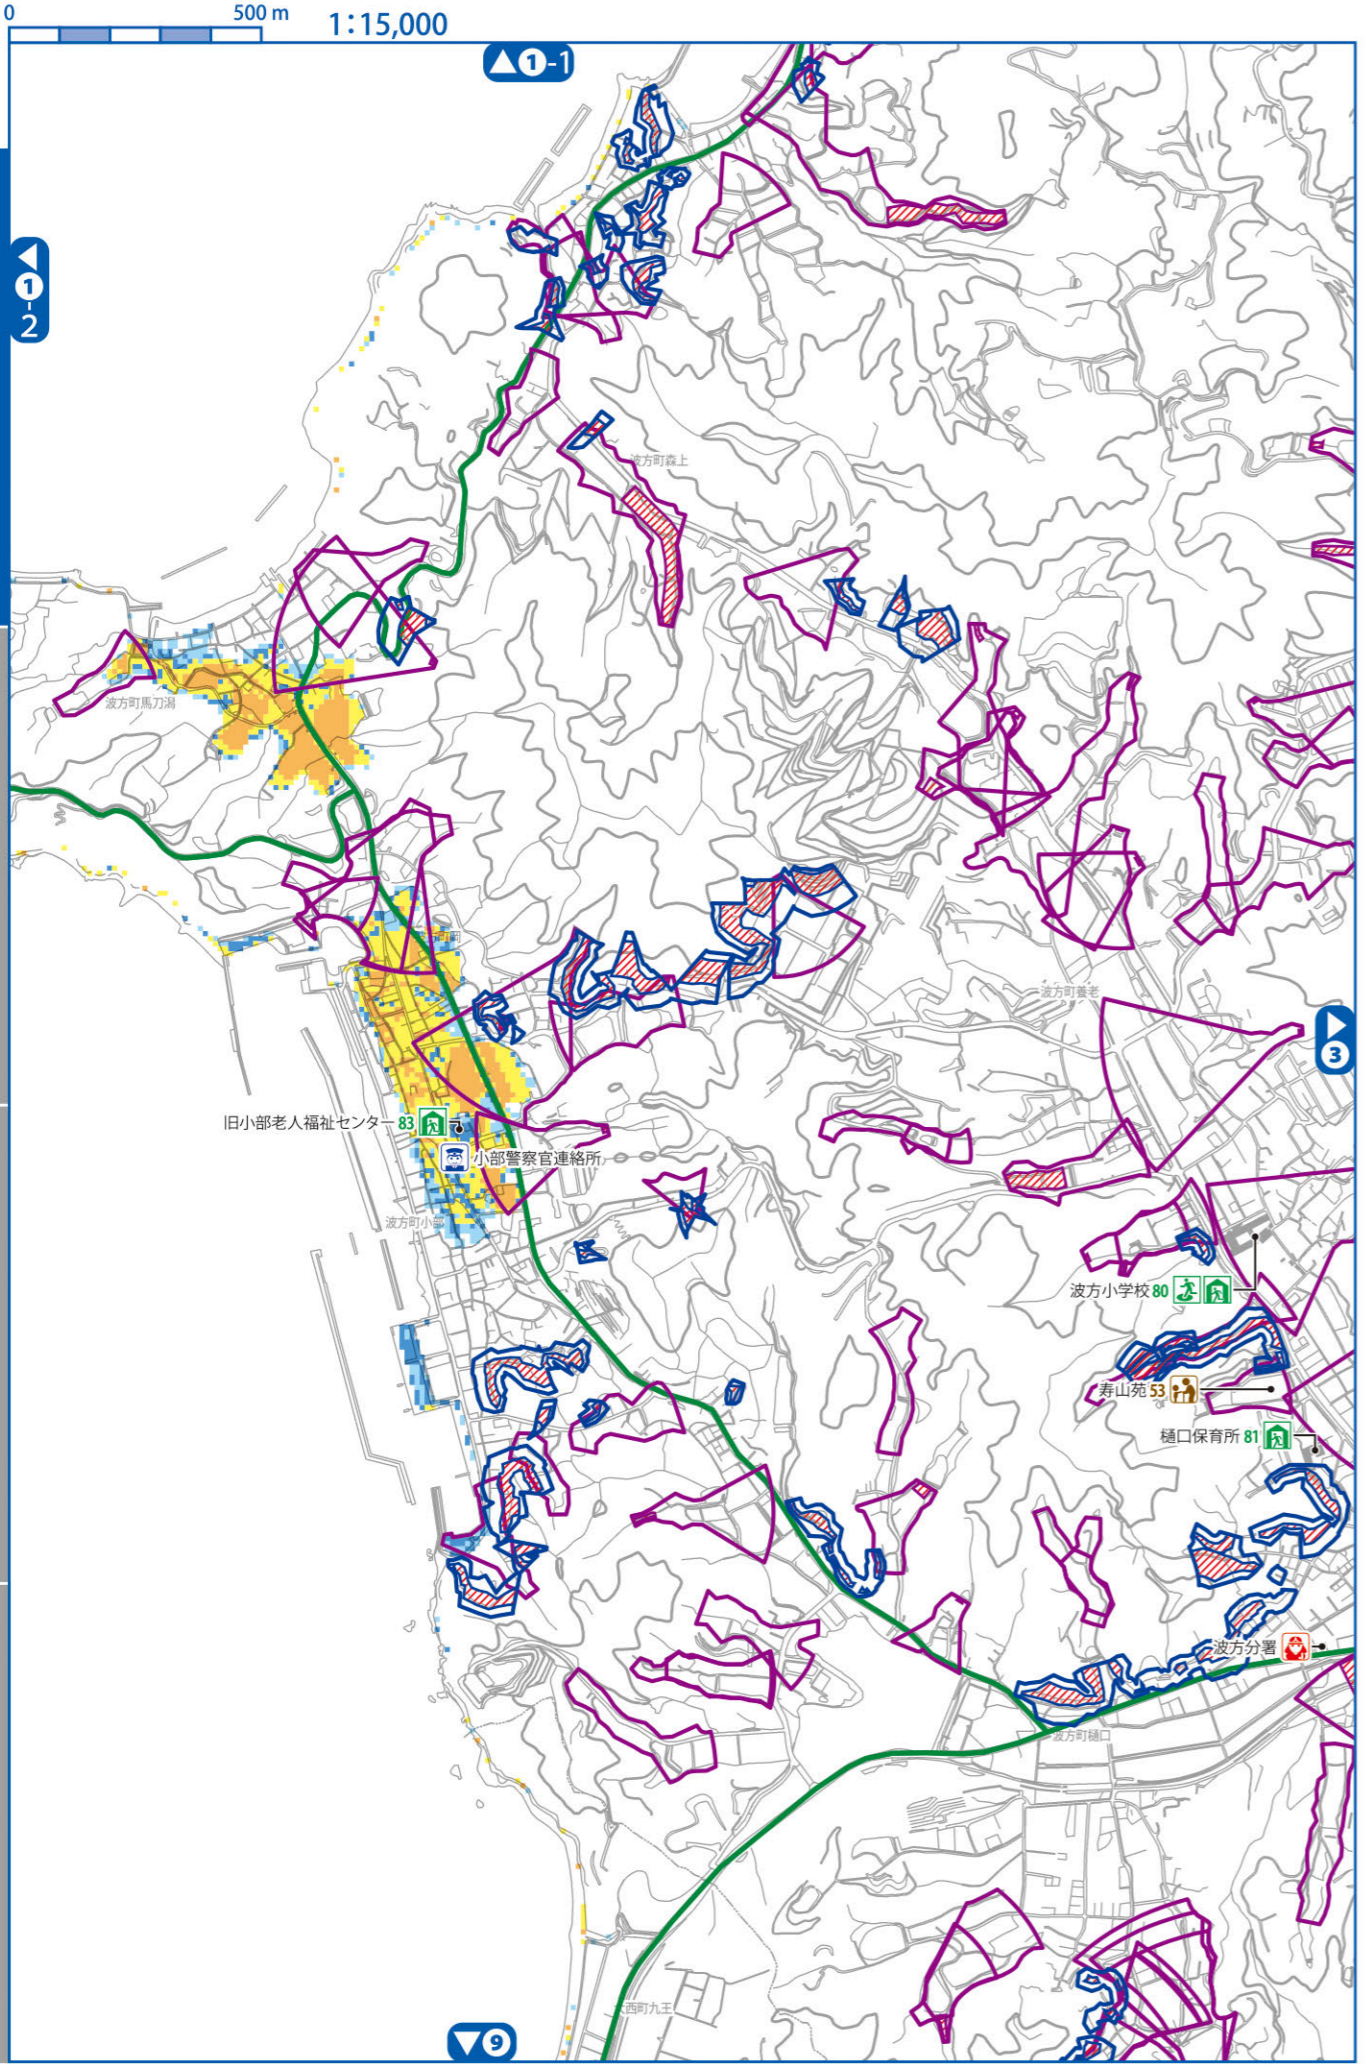 0 500 m 1:15,000
▲1-1
◀1-2
波方町森上
波方町馬刀潟
波方町養老
▶3
旧小部老人福祉センター 83
小部警察官連絡所
波方町小部
波方小学校 80
寿山苑 53
樋口保育所 81
波方分署
波方町樋口
大西町九王
▼9